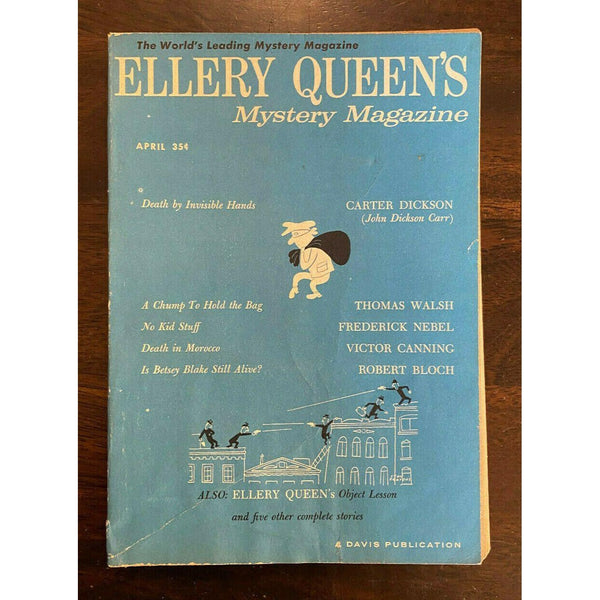 The World's Leading Mystery Magazine
ELLERY QUEEN'S
Mystery Magazine
APRIL 35¢
Death by Invisible Hands CARTER DICKSON
(John Dickson Carr)
A Chump To Hold the Bag THOMAS WALSH
No Kid Stuff FREDERICK NEBEL
Death in Morocco VICTOR CANNING
Is Betsey Blake Still Alive? ROBERT BLOCH
ALSO: ELLERY QUEEN's Object Lesson
and five other complete stories
A DAVIS PUBLICATION